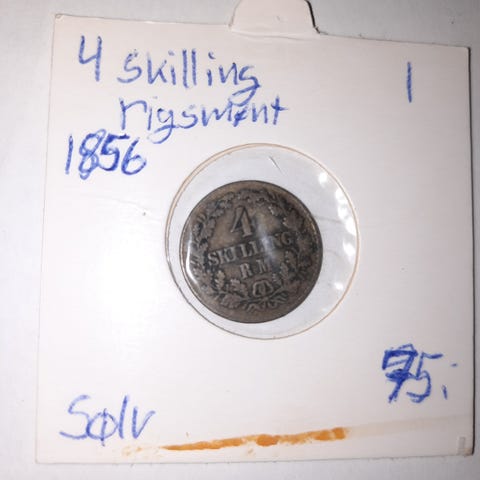 4 skilling
1
rigsmønt
1856
4
SKILLING
R M
75.
Sølv